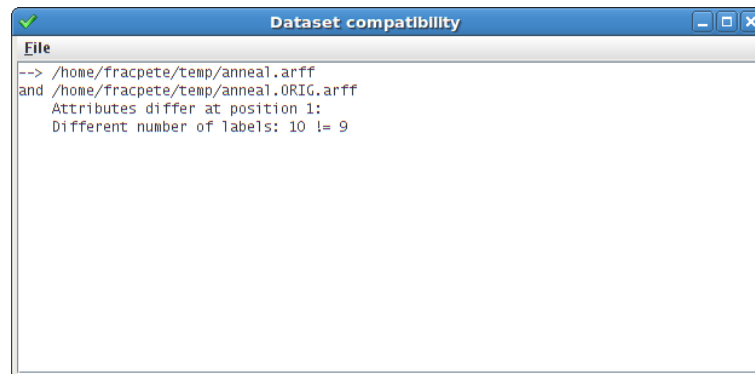 Dataset compatibility
File
--> /home/fracpete/temp/anneal.arff
and /home/fracpete/temp/anneal.ORIG.arff
Attributes differ at position 1:
Different number of labels: 10 != 9